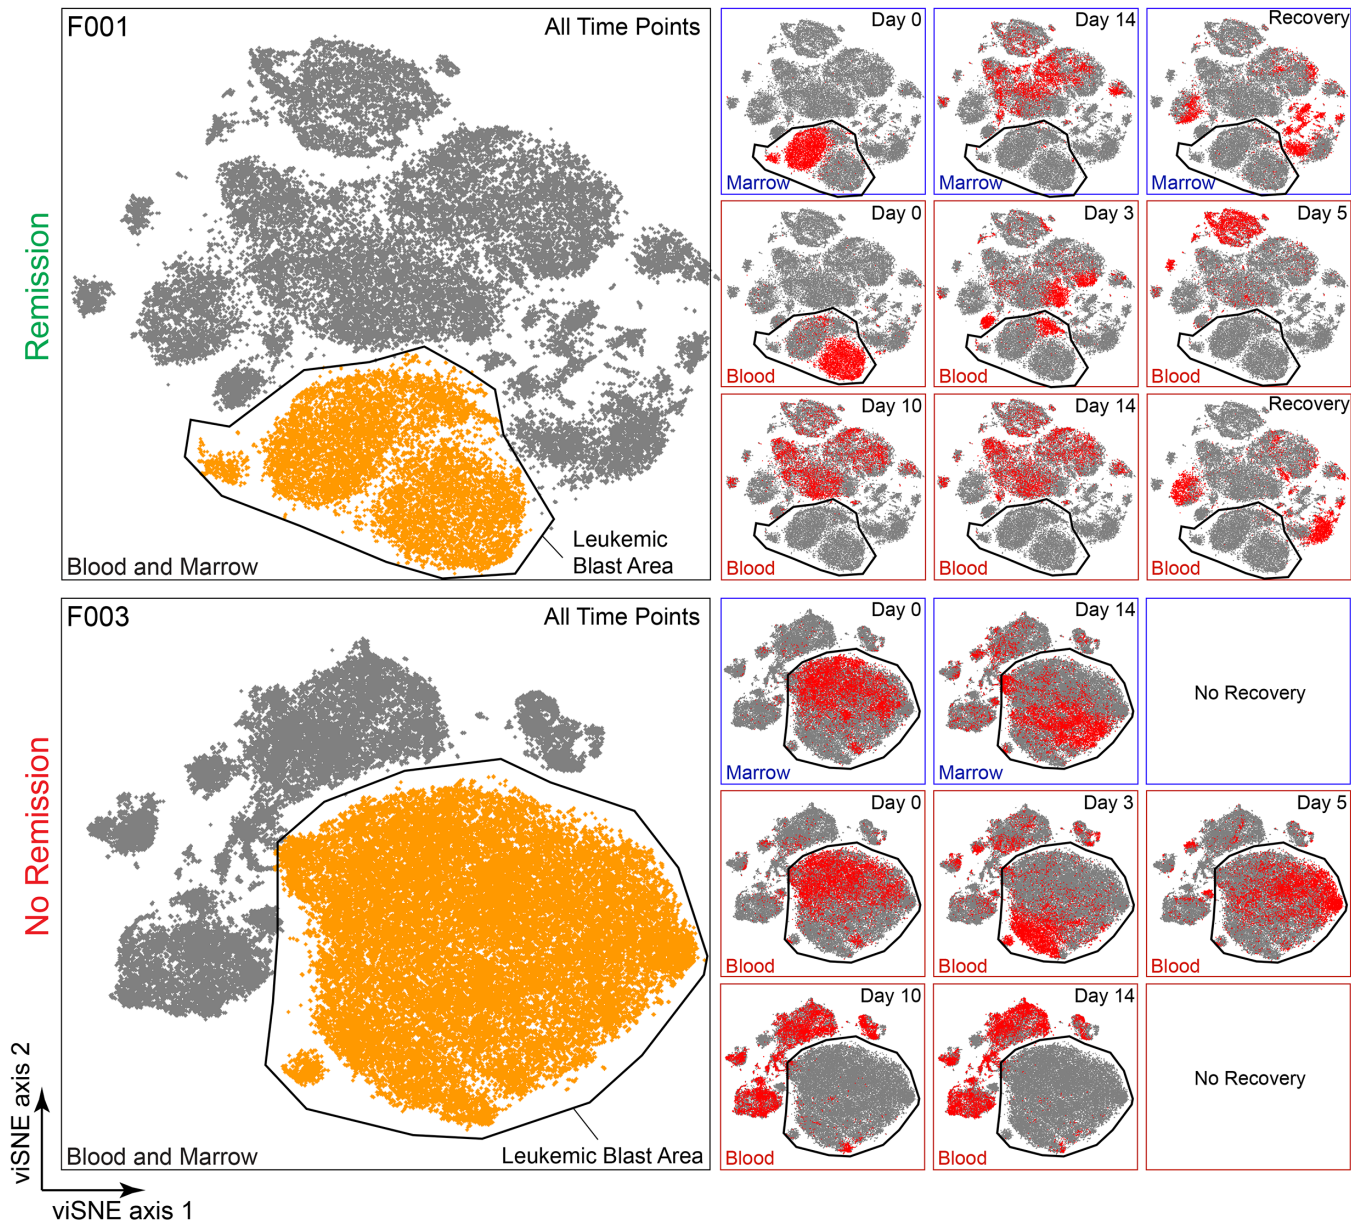 F001
All Time Points
Remission
Leukemic
Blast Area
Blood and Marrow
Day 0
Marrow
Day 14
Marrow
Recovery
Marrow
Day 0
Blood
Day 3
Blood
Day 5
Blood
Day 10
Blood
Day 14
Blood
Recovery
Blood
F003
All Time Points
No Remission
Leukemic Blast Area
Blood and Marrow
Day 0
Marrow
Day 14
Marrow
No Recovery
Day 0
Blood
Day 3
Blood
Day 5
Blood
Day 10
Blood
Day 14
Blood
No Recovery
viSNE axis 2
viSNE axis 1